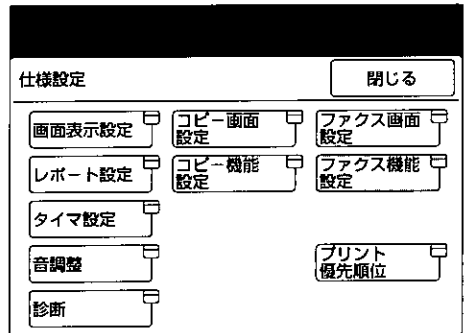 仕様設定
閉じる
画面表示設定
コピー画面
設定
ファクス画面
設定
レポート設定
コピー機能
設定
ファクス機能
設定
タイマ設定
音調整
プリント
優先順位
診断